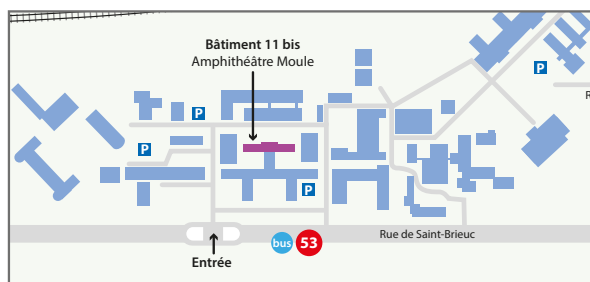 Bâtiment 11 bis
Amphithéâtre Moule
P
P
P
P
R
Rue de Saint-Brieuc
bus 53
Entrée